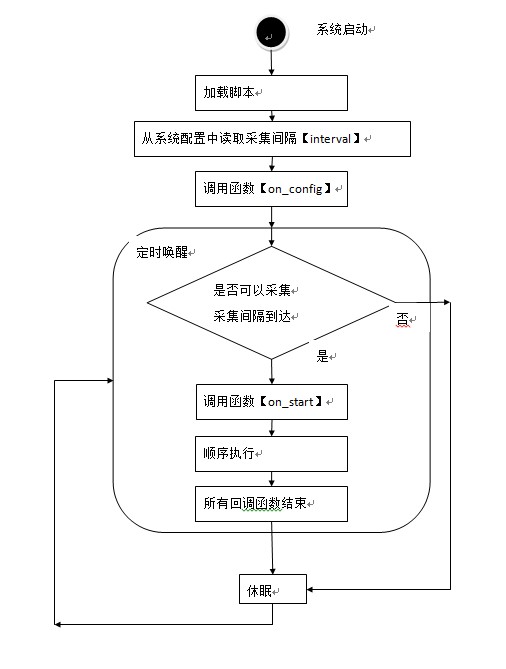 系统启动
加载脚本
从系统配置中读取采集间隔【interval】
调用函数【on_config】
定时唤醒
是否可以采集
采集间隔到达
否
是
调用函数【on_start】
顺序执行
所有回调函数结束
休眠